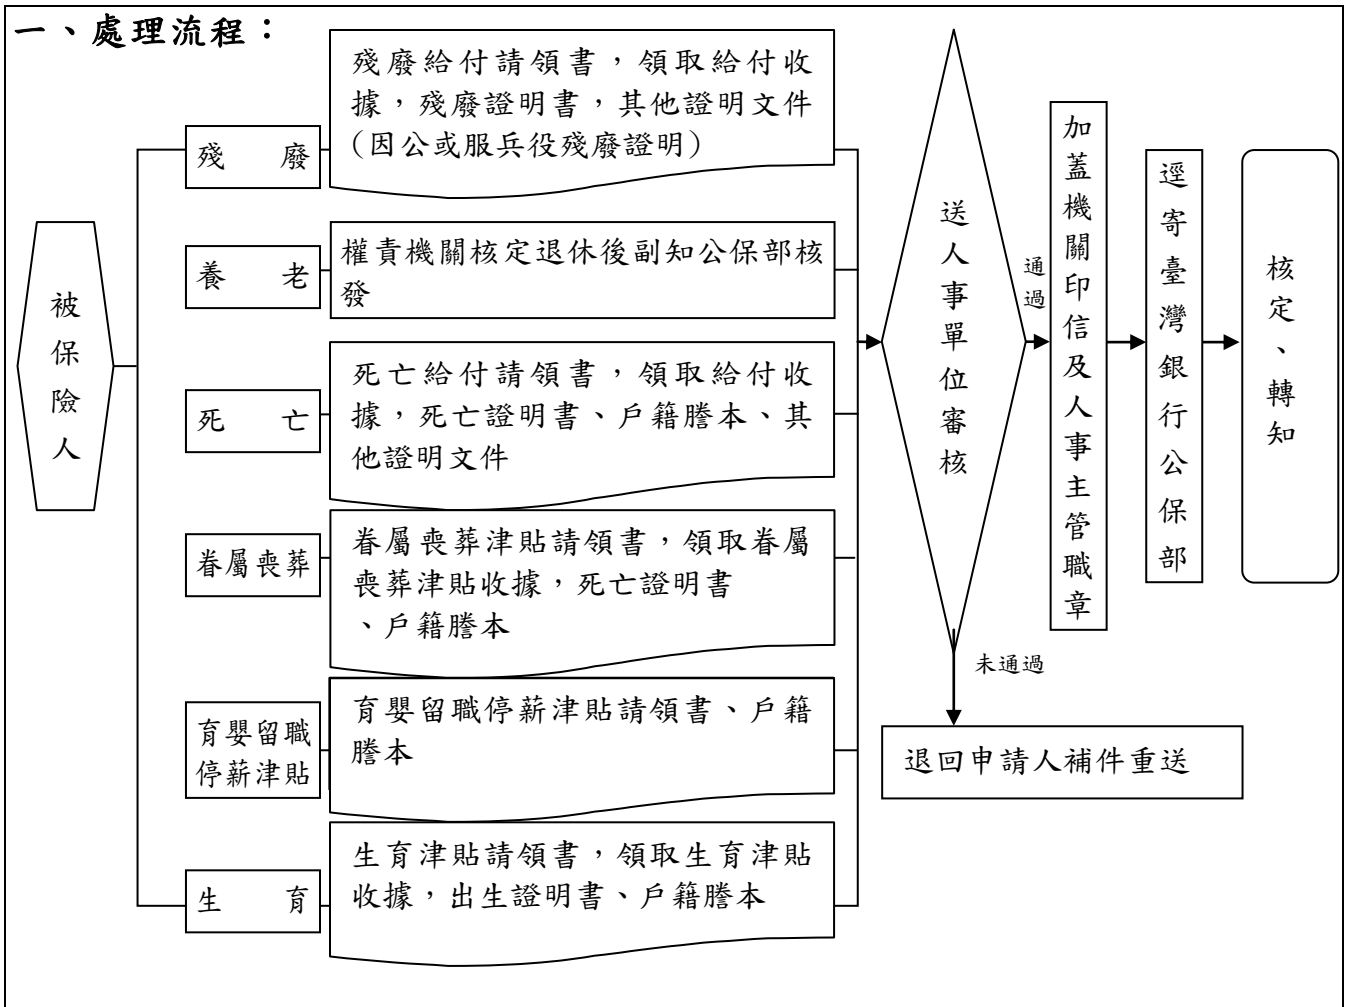 一、處理流程：
被保險人
殘　廢
殘廢給付請領書，領取給付收
據，殘廢證明書，其他證明文件
(因公或服兵役殘廢證明)
養　老
權責機關核定退休後副知公保部核
發
死　亡
死亡給付請領書，領取給付收
據，死亡證明書、戶籍謄本、其
他證明文件
眷屬喪葬
眷屬喪葬津貼請領書，領取眷屬
喪葬津貼收據，死亡證明書
、戶籍謄本
育嬰留職
停薪津貼
育嬰留職停薪津貼請領書、戶籍
謄本
生　育
生育津貼請領書，領取生育津貼
收據，出生證明書、戶籍謄本
送人事單位審核
通過
加蓋機關印信及人事主管職章
逕寄臺灣銀行公保部
核定、轉知
未通過
退回申請人補件重送